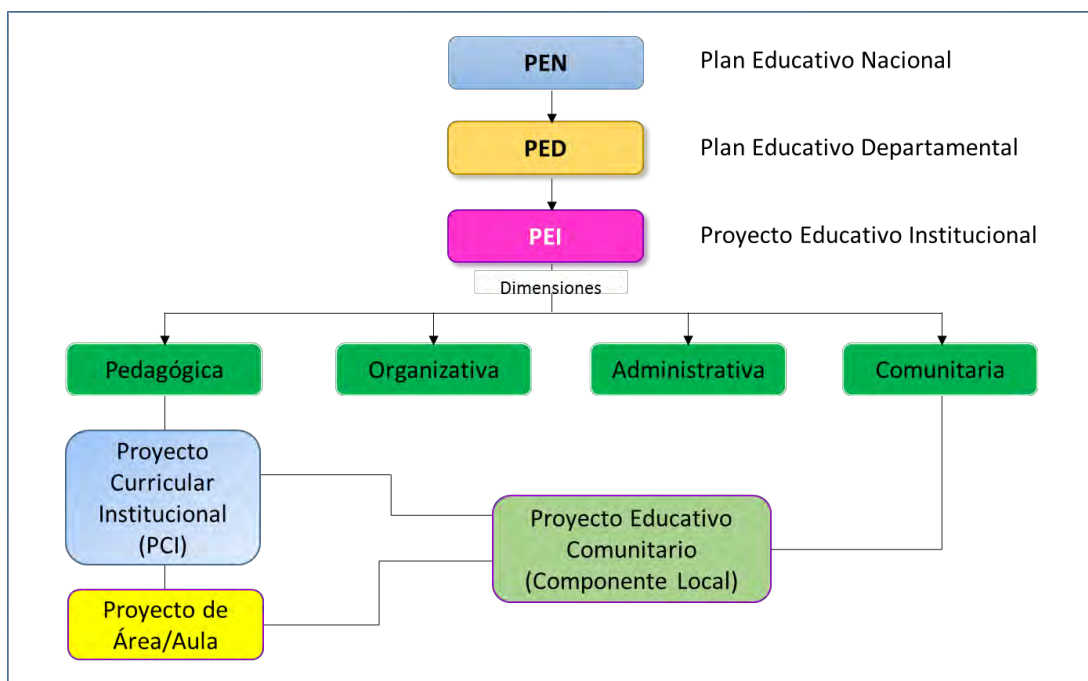 PEN
Plan Educativo Nacional
PED
Plan Educativo Departamental
PEI
Proyecto Educativo Institucional
Dimensiones
Pedagógica
Organizativa
Administrativa
Comunitaria
Proyecto
Curricular
Institucional
(PCI)
Proyecto Educativo
Comunitario
(Componente Local)
Proyecto de
Área/Aula